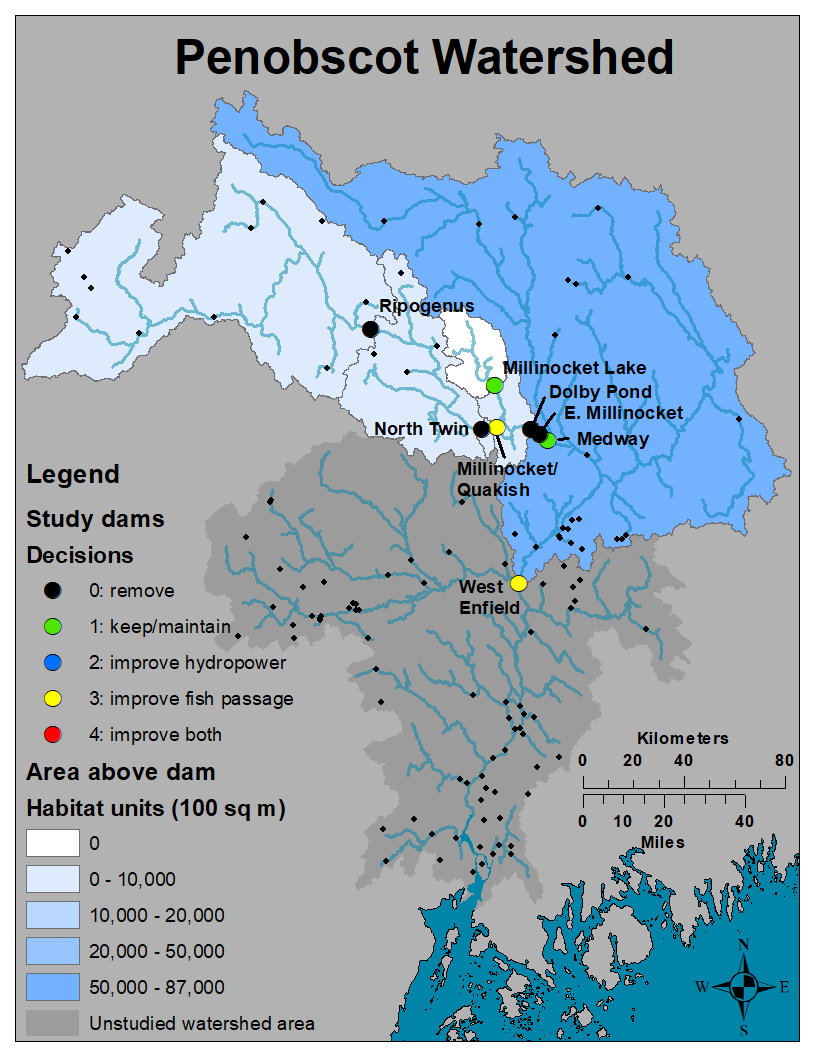 Penobscot Watershed
Ripogenus
Millinocket Lake
Dolby Pond
E. Millinocket
North Twin
Medway
Millinocket/
Quakish
West
Enfield
Legend
Study dams
Decisions
0: remove
1: keep/maintain
2: improve hydropower
3: improve fish passage
4: improve both
Area above dam
Habitat units (100 sq m)
0
0 - 10,000
10,000 - 20,000
20,000 - 50,000
50,000 - 87,000
Unstudied watershed area
Kilometers
0 20 40 80
0 10 20 40
Miles
N
W E
S